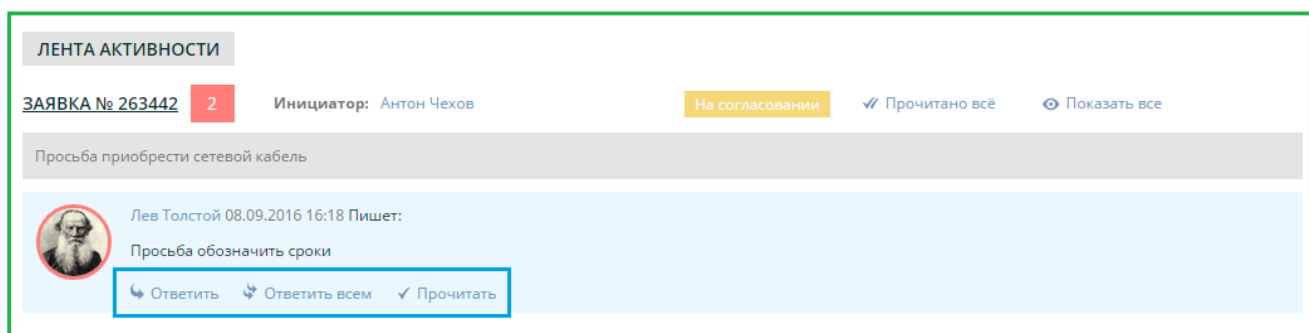 ЛЕНТА АКТИВНОСТИ
ЗАЯВКА № 263442 2 Инициатор: Антон Чехов На согласовании Прочитано всё Показать все
Просьба приобрести сетевой кабель
Лев Толстой 08.09.2016 16:18 Пишет:
Просьба обозначить сроки
Ответить Ответить всем Прочитать